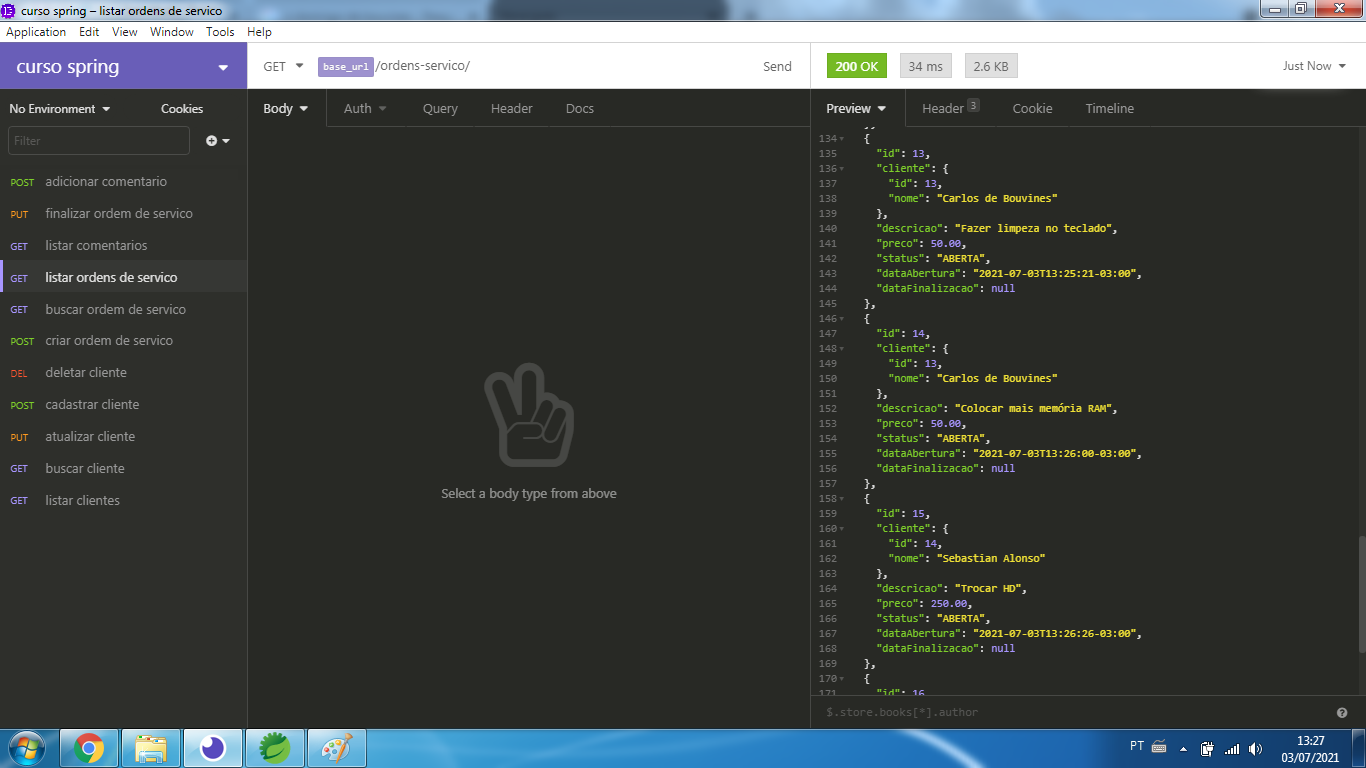 curso spring – listar ordens de servico
Application Edit View Window Tools Help
curso spring
GET base_url/ordens-servico/ Send
200 OK 34 ms 2.6 KB Just Now
No Environment Cookies
Body Auth Query Header Docs
Preview Header 3 Cookie Timeline
Filter
POST adicionar comentario
PUT finalizar ordem de servico
GET listar comentarios
GET listar ordens de servico
GET buscar ordem de servico
POST criar ordem de servico
DEL deletar cliente
POST cadastrar cliente
PUT atualizar cliente
GET buscar cliente
GET listar clientes
Select a body type from above
134 {
135 "id": 13,
136 "cliente": {
137 "id": 13,
138 "nome": "Carlos de Bouvines"
139 },
140 "descricao": "Fazer limpeza no teclado",
141 "preco": 50.00,
142 "status": "ABERTA",
143 "dataAbertura": "2021-07-03T13:25:21-03:00",
144 "dataFinalizacao": null
145 },
146 {
147 "id": 14,
148 "cliente": {
149 "id": 13,
150 "nome": "Carlos de Bouvines"
151 },
152 "descricao": "Colocar mais memória RAM",
153 "preco": 50.00,
154 "status": "ABERTA",
155 "dataAbertura": "2021-07-03T13:26:00-03:00",
156 "dataFinalizacao": null
157 },
158 {
159 "id": 15,
160 "cliente": {
161 "id": 14,
162 "nome": "Sebastian Alonso"
163 },
164 "descricao": "Trocar HD",
165 "preco": 250.00,
166 "status": "ABERTA",
167 "dataAbertura": "2021-07-03T13:26:26-03:00",
168 "dataFinalizacao": null
169 },
170 {
171 "id": 16
$.store.books[*].author
PT
13:27
03/07/2021